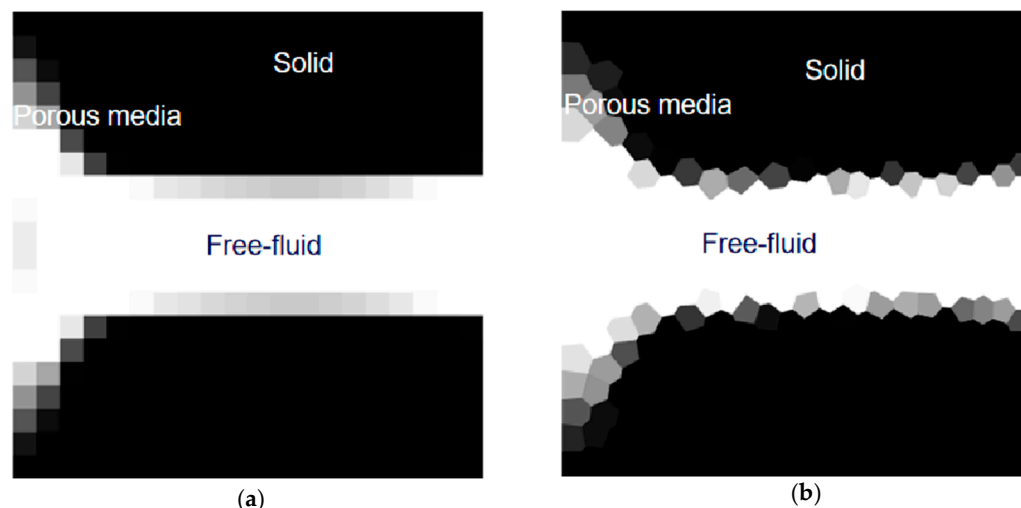 Solid
Porous media
Free-fluid
(a)
Solid
Porous media
Free-fluid
(b)